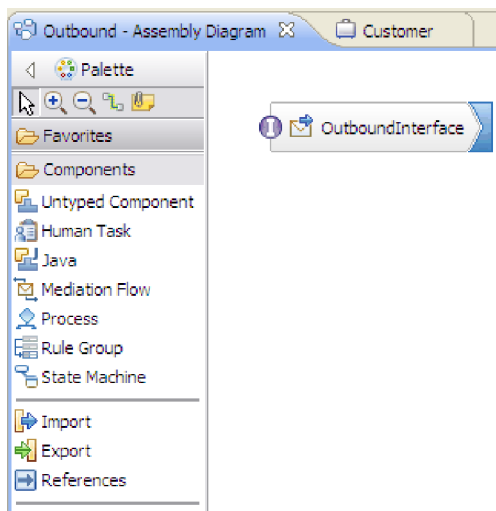 Outbound - Assembly Diagram Customer
Palette
Favorites
Components
Untyped Component
Human Task
Java
Mediation Flow
Process
Rule Group
State Machine
Import
Export
References
I OutboundInterface